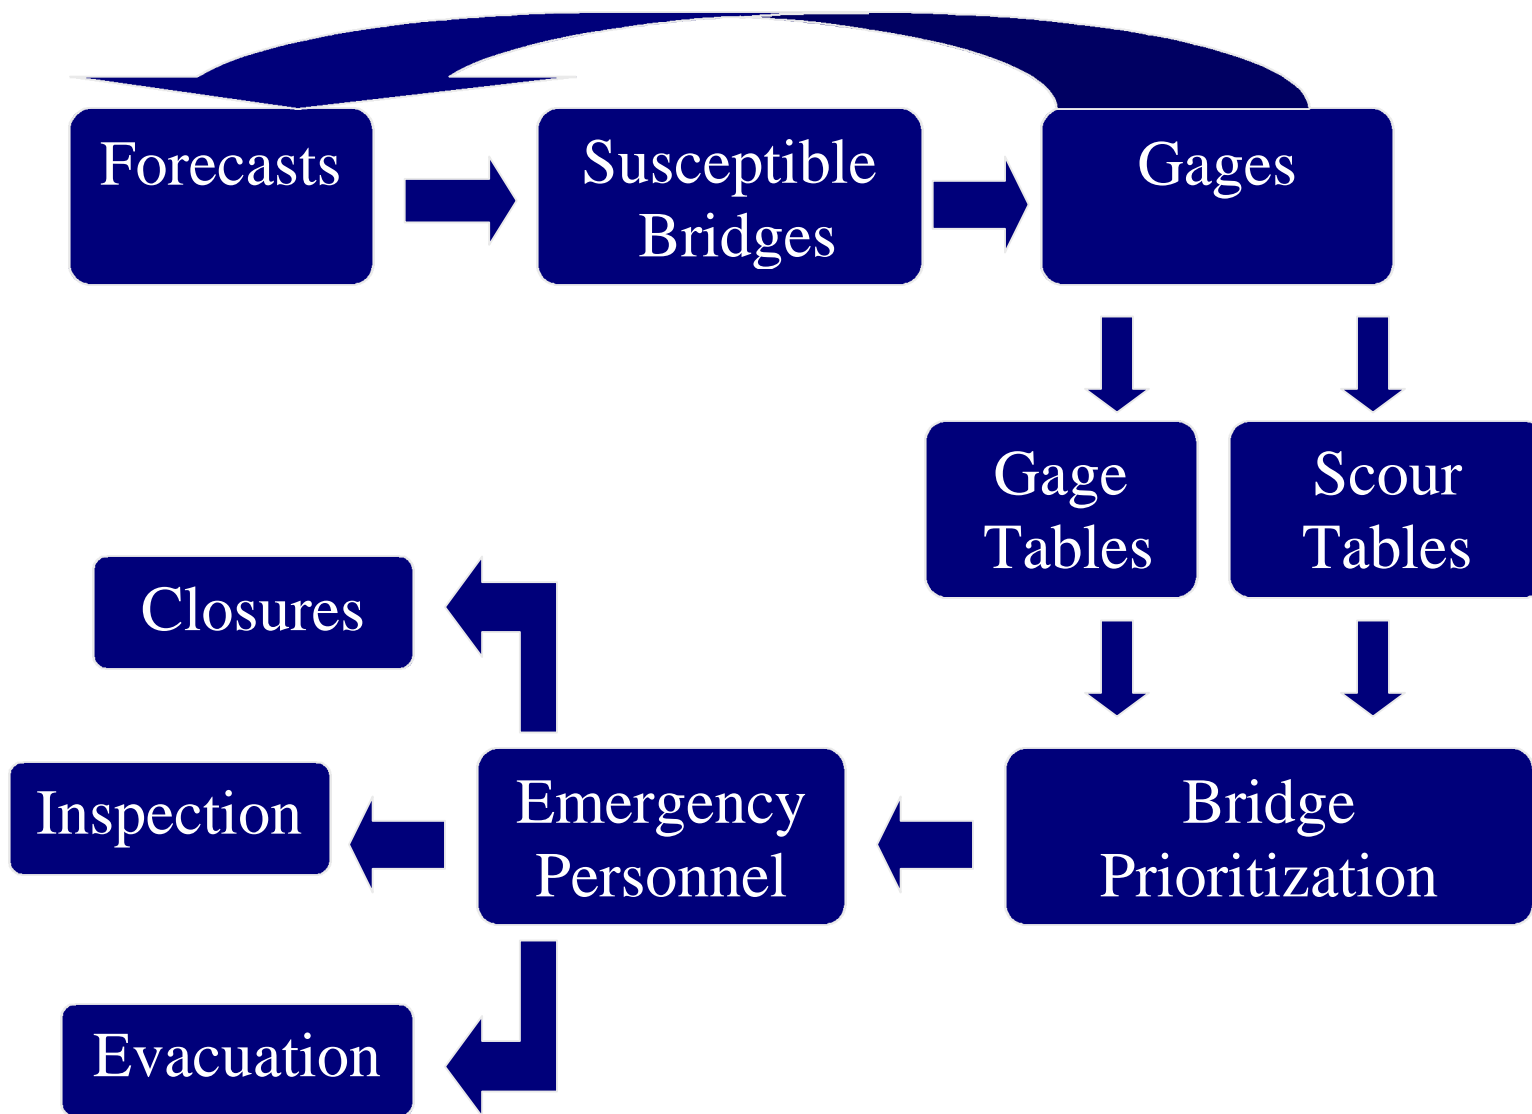 Forecasts
Susceptible
Bridges
Gages
Gage
Tables
Scour
Tables
Closures
Inspection
Emergency
Personnel
Bridge
Prioritization
Evacuation